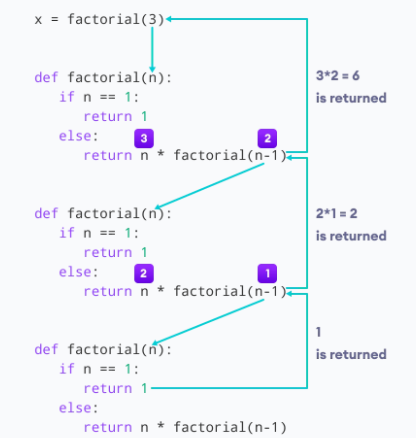 x = factorial(3)
def factorial(n):
if n == 1:
return 1
else:
3 2
return n * factorial(n-1)
3*2 = 6
is returned
def factorial(n):
if n == 1:
return 1
else:
2 1
return n * factorial(n-1)
2*1 = 2
is returned
def factorial(n):
if n == 1:
return 1
else:
return n * factorial(n-1)
1
is returned